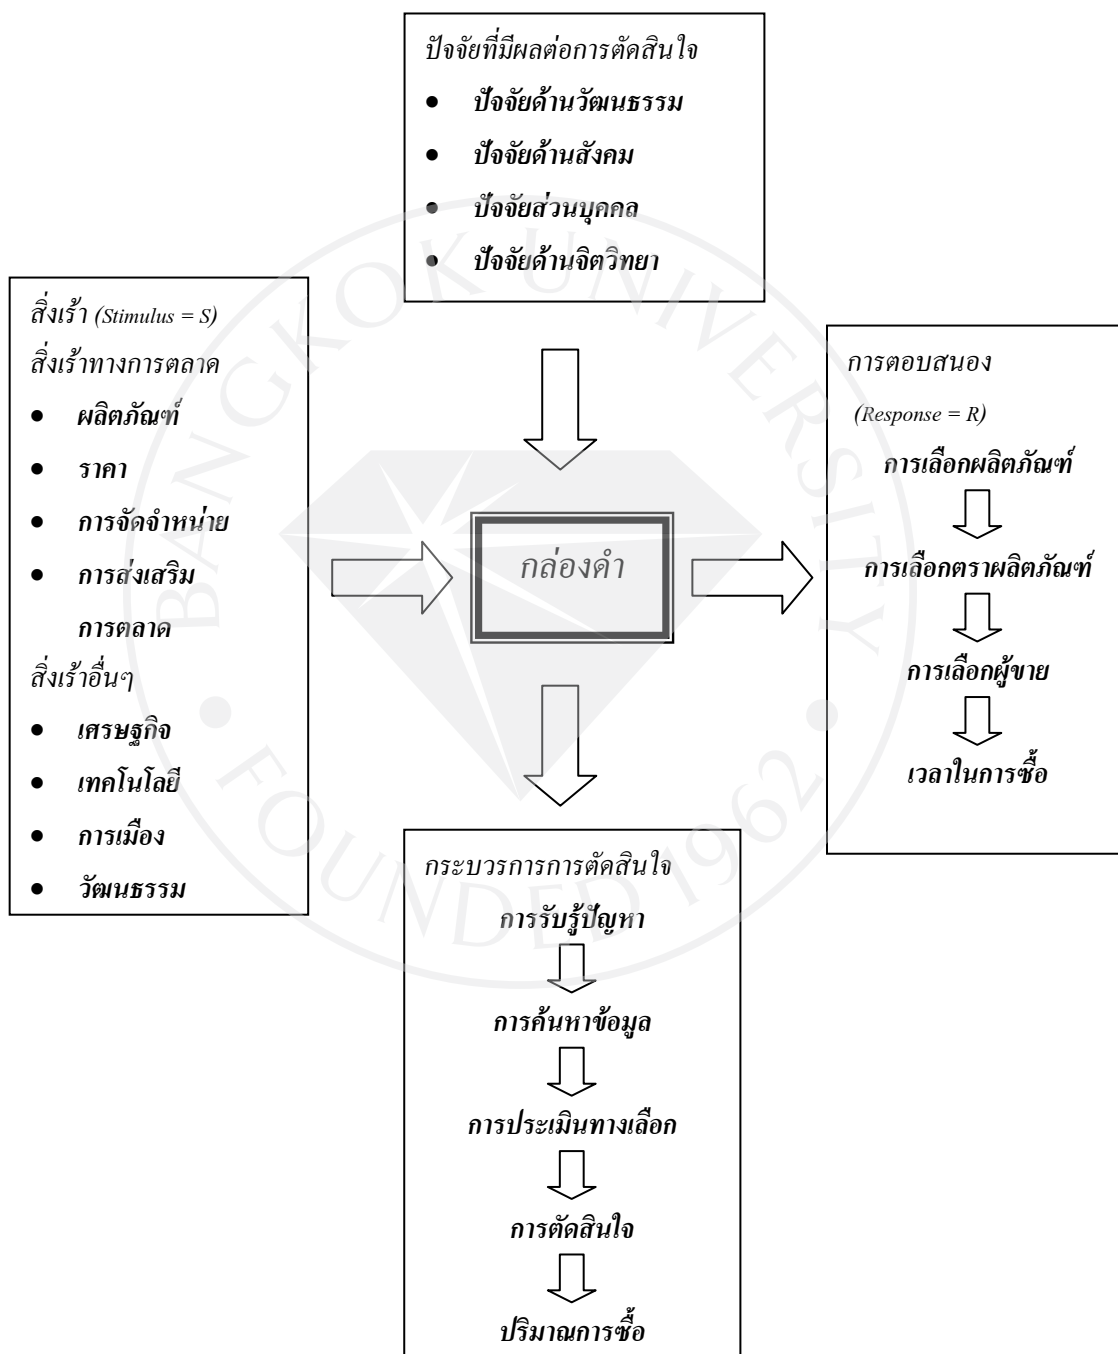 ปัจจัยที่มีผลต่อการตัดสินใจ
● ปัจจัยด้านวัฒนธรรม
● ปัจจัยด้านสังคม
● ปัจจัยส่วนบุคคล
● ปัจจัยด้านจิตวิทยา
สิ่งเร้า (Stimulus = S)
สิ่งเร้าทางการตลาด
● ผลิตภัณฑ์
● ราคา
● การจัดจำหน่าย
● การส่งเสริม
การตลาด
สิ่งเร้าอื่นๆ
● เศรษฐกิจ
● เทคโนโลยี
● การเมือง
● วัฒนธรรม
กล่องดำ
การตอบสนอง
(Response = R)
การเลือกผลิตภัณฑ์
การเลือกตราผลิตภัณฑ์
การเลือกผู้ขาย
เวลาในการซื้อ
กระบวรการการตัดสินใจ
การรับรู้ปัญหา
การค้นหาข้อมูล
การประเมินทางเลือก
การตัดสินใจ
ปริมาณการซื้อ
BANGKOK UNIVERSITY
FOUNDED 1962